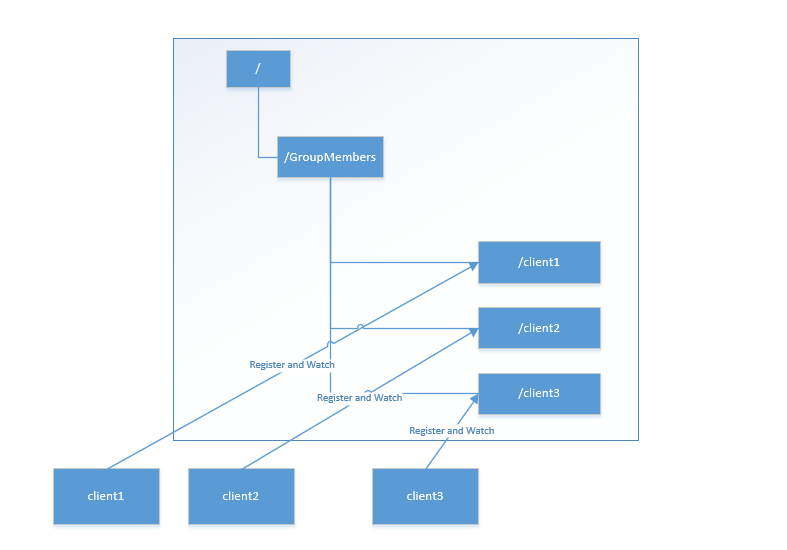 /
/GroupMembers
/client1
/client2
Register and Watch
/client3
Register and Watch
Register and Watch
client1
client2
client3